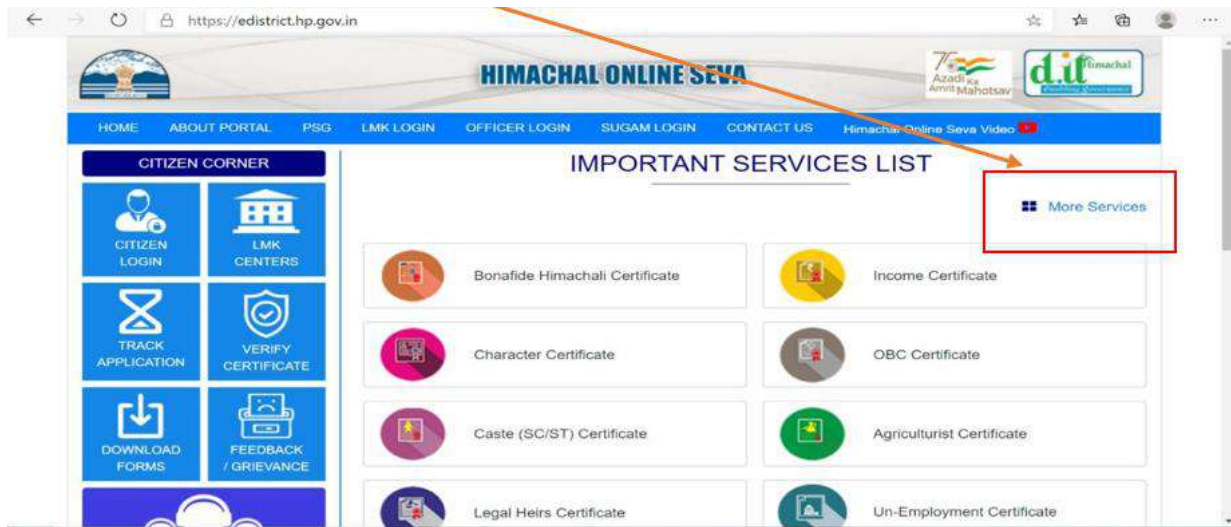 https://edistrict.hp.gov.in
HIMACHAL ONLINE SEVA
Azadi Ka
Amrit Mahotsav
d.it Himachal
HOME ABOUT PORTAL PSG LMK LOGIN OFFICER LOGIN SUGAM LOGIN CONTACT US Himachal Online Seva Video
CITIZEN CORNER
CITIZEN
LOGIN
LMK
CENTERS
TRACK
APPLICATION
VERIFY
CERTIFICATE
DOWNLOAD
FORMS
FEEDBACK
/ GRIEVANCE
IMPORTANT SERVICES LIST
More Services
Bonafide Himachali Certificate
Income Certificate
Character Certificate
OBC Certificate
Caste (SC/ST) Certificate
Agriculturist Certificate
Legal Heirs Certificate
Un-Employment Certificate